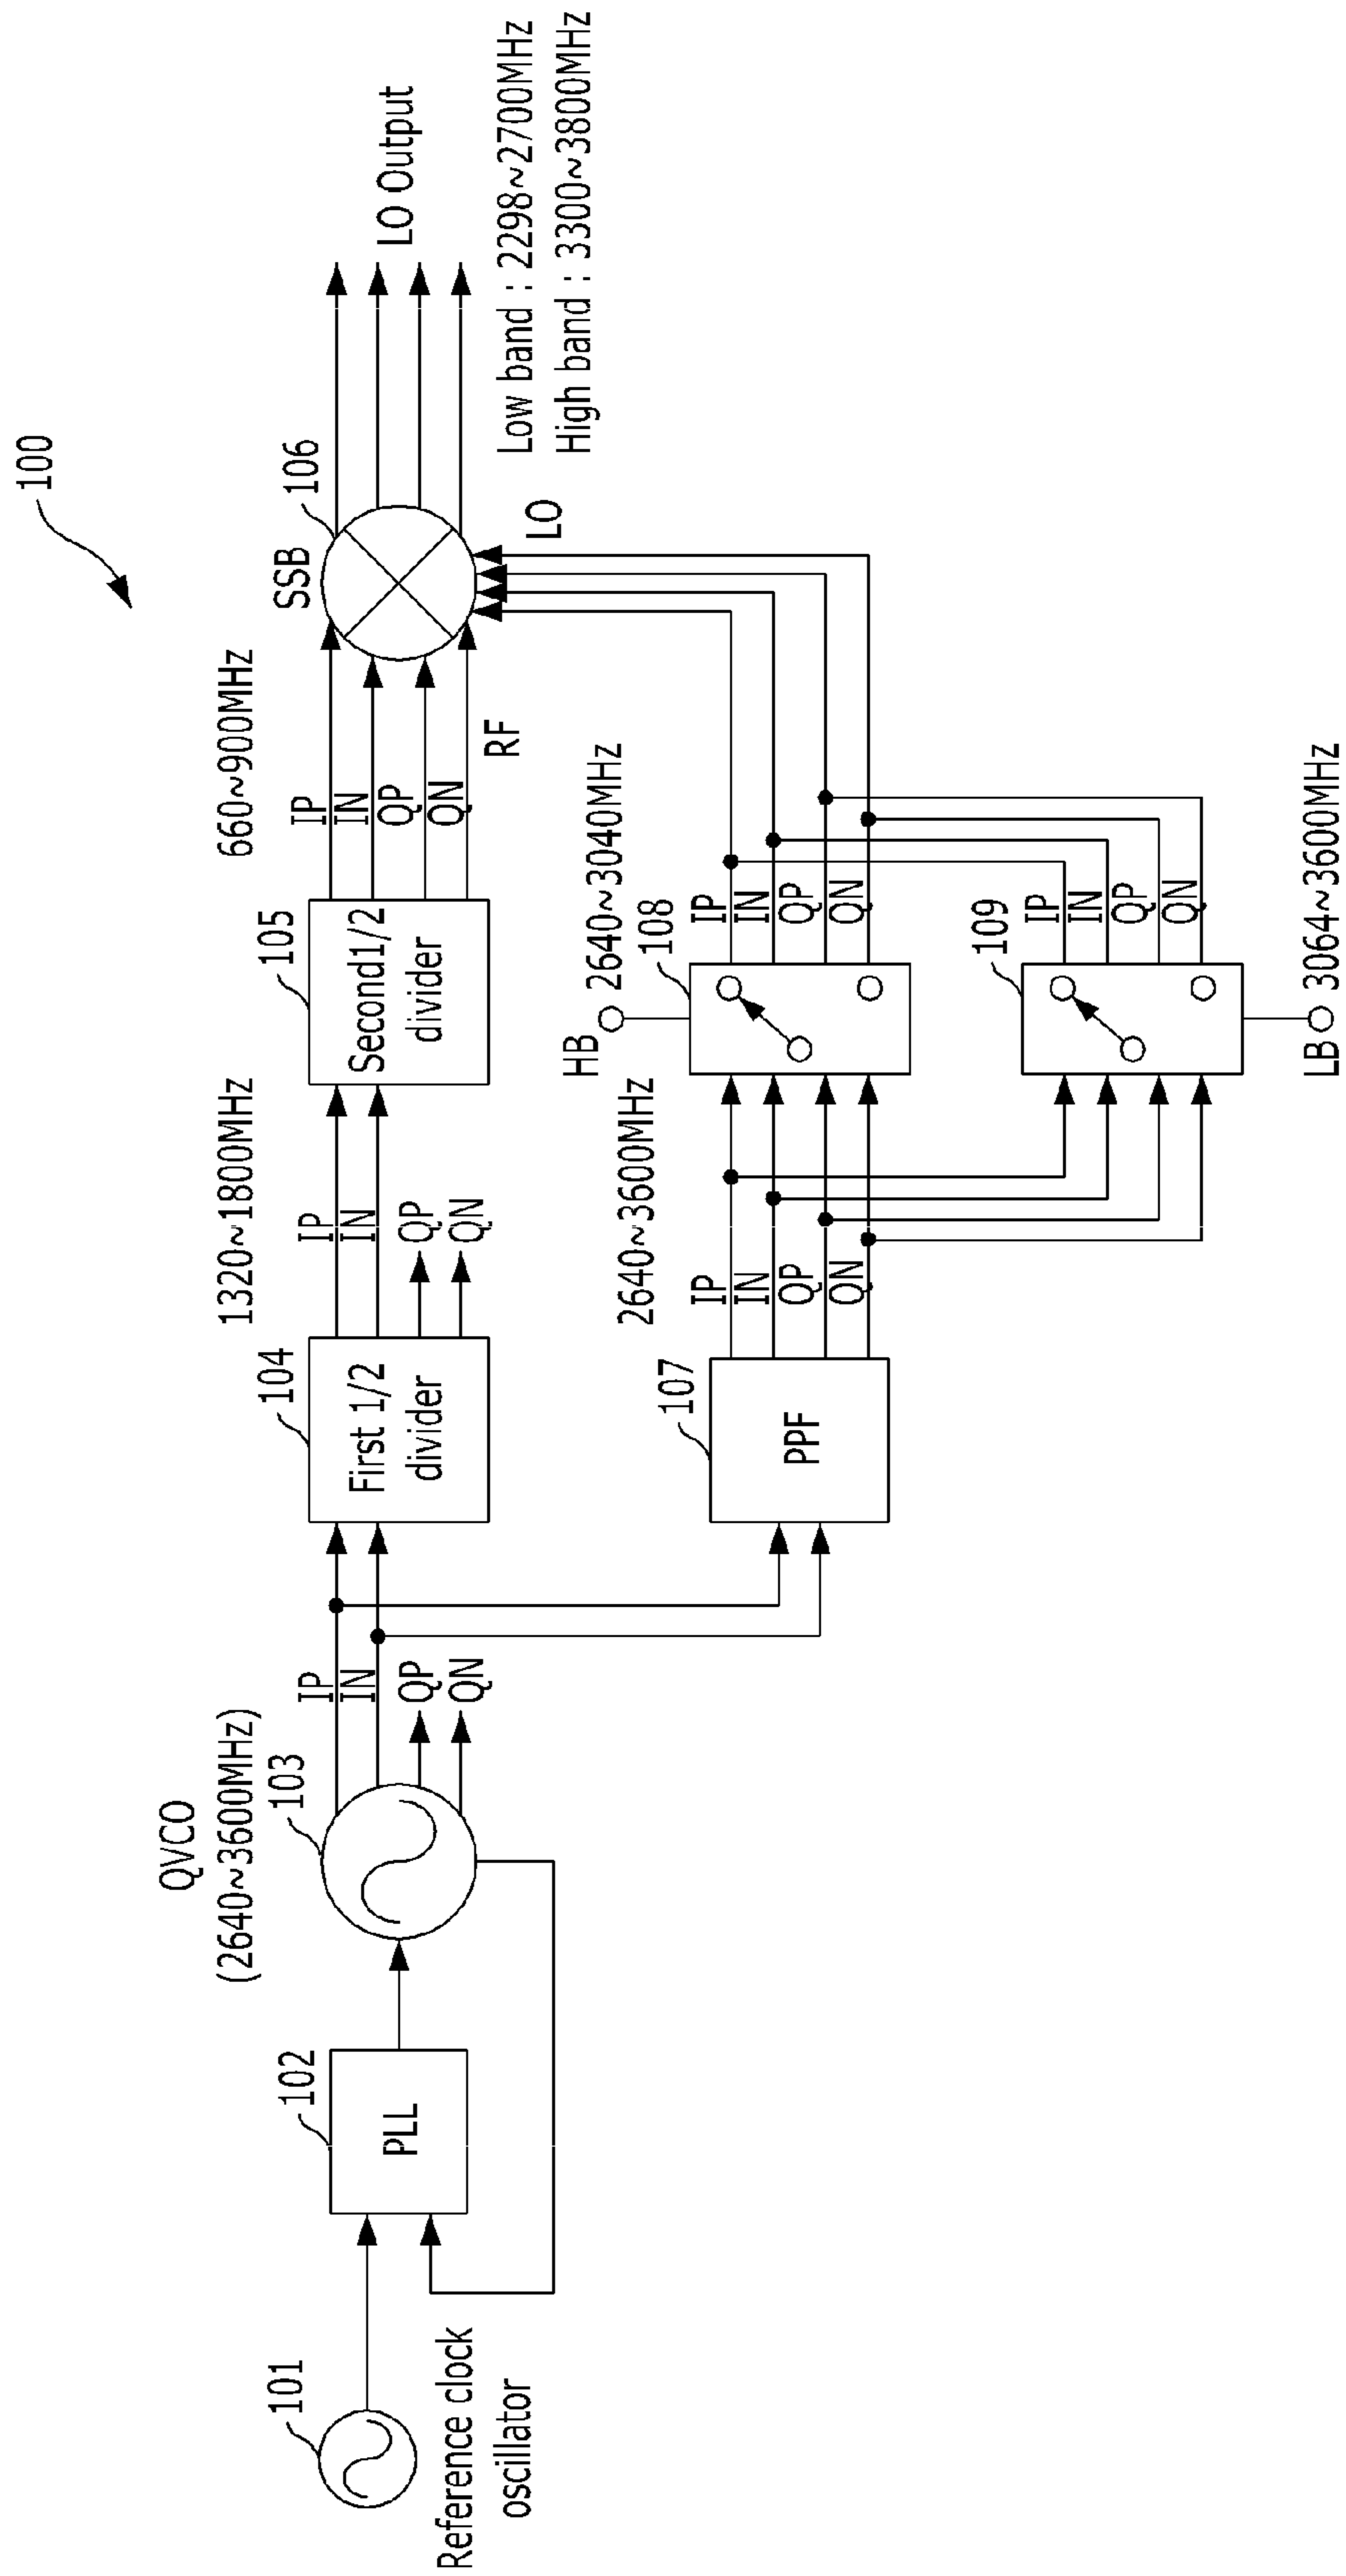 100
QVCO
(2640~3600MHz)
1320~1800MHz
660~900MHz
SSB
101
102
103
104
105
106
Reference clock
oscillator
PLL
IP
IN
QP
QN
First 1/2
divider
IP
IN
QP
QN
Second1/2
divider
IP
IN
QP
QN
RF
LO
LO Output
Low band : 2298~2700MHz
High band : 3300~3800MHz
107
PPF
2640~3600MHz
IP
IN
QP
QN
HB
2640~3040MHz
108
IP
IN
QP
QN
109
IP
IN
QP
QN
LB
3064~3600MHz